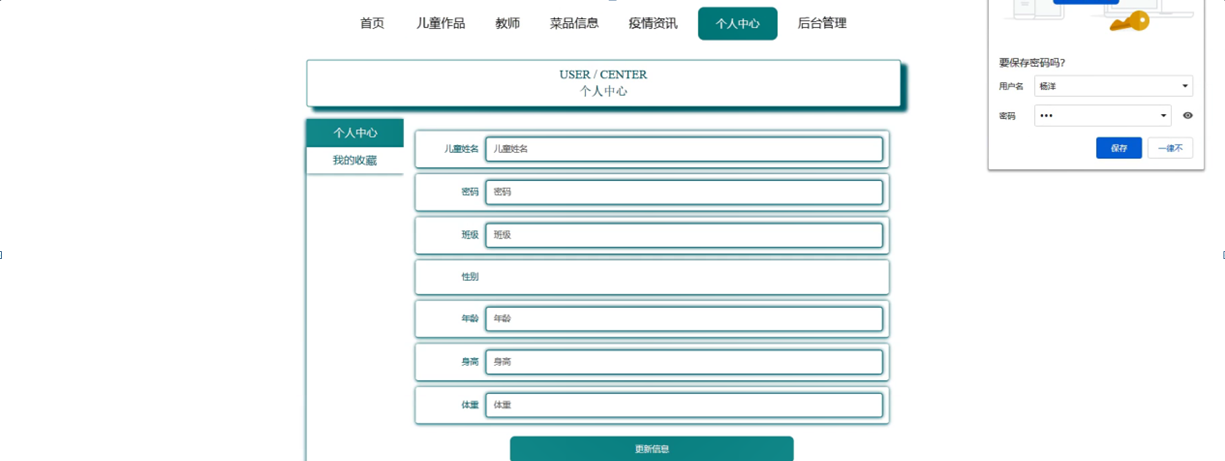 首页 儿童作品 教师 菜品信息 疫情资讯 个人中心 后台管理
USER / CENTER
个人中心
个人中心
我的收藏
儿童姓名 儿童姓名
密码 密码
班级 班级
性别
年龄 年龄
身高 身高
体重 体重
更新信息
要保存密码吗?
用户名 杨洋
密码 •••
保存 一律不